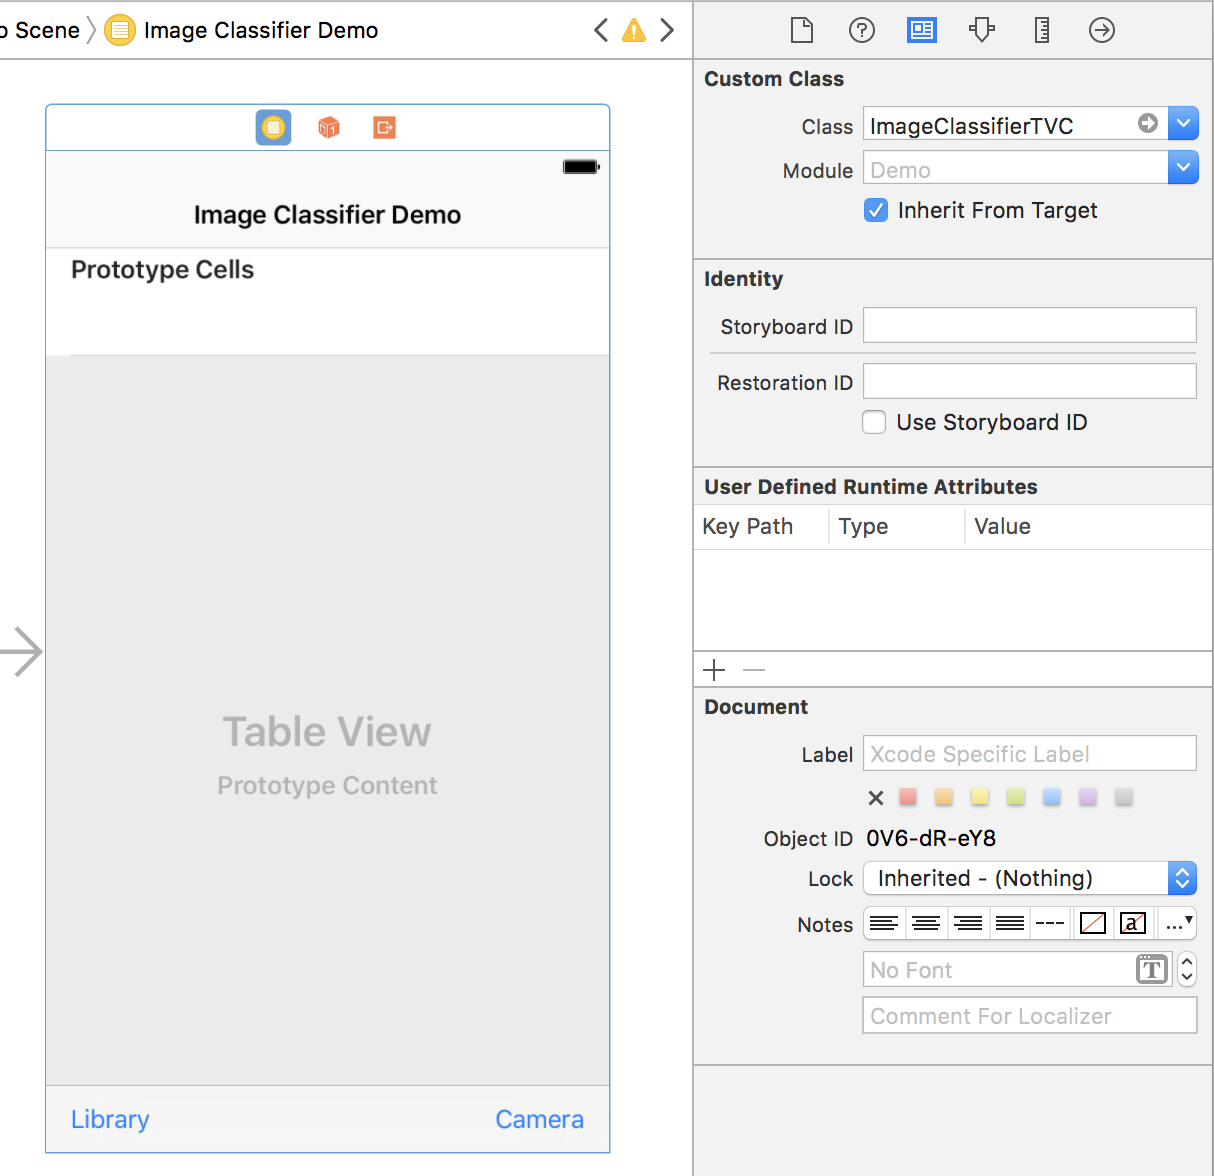 o Scene
Image Classifier Demo
Image Classifier Demo
Prototype Cells
Table View
Prototype Content
Library
Camera
Custom Class
Class ImageClassifierTVC
Module Demo
Inherit From Target
Identity
Storyboard ID
Restoration ID
Use Storyboard ID
User Defined Runtime Attributes
Key Path Type Value
Document
Label Xcode Specific Label
Object ID 0V6-dR-eY8
Lock Inherited - (Nothing)
Notes --- a ...
No Font T
Comment For Localizer